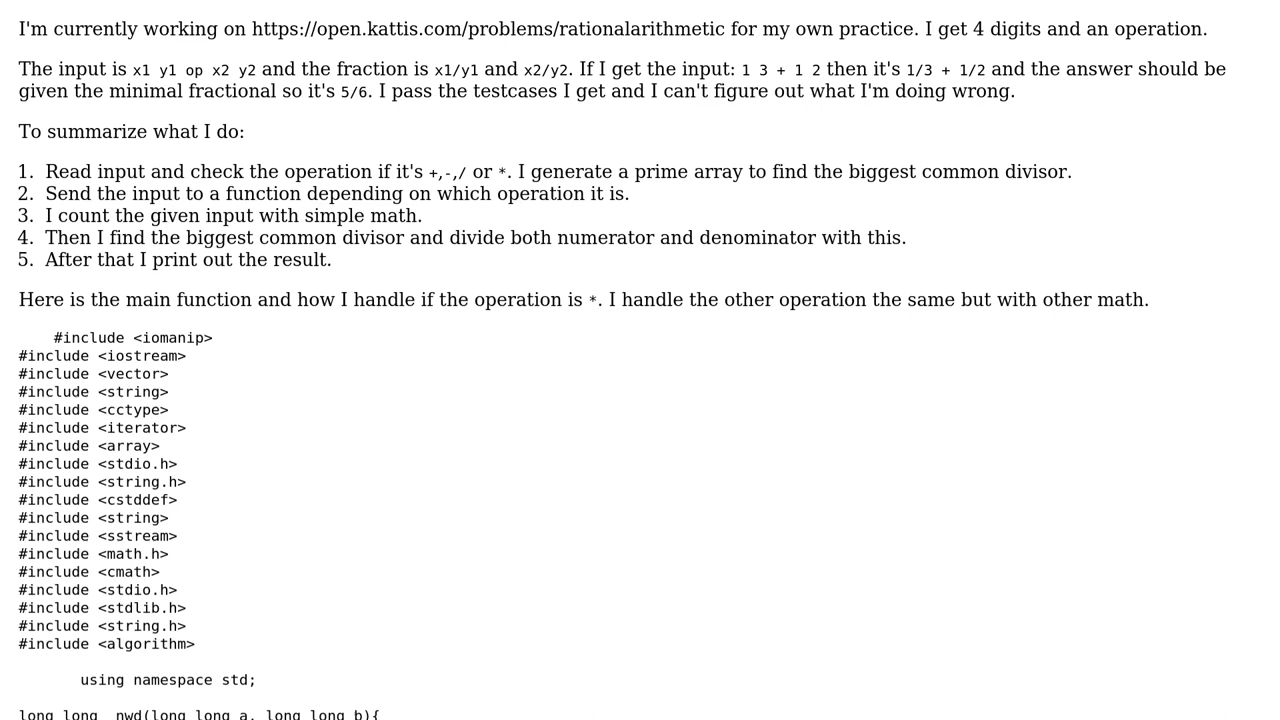 I'm currently working on https://open.kattis.com/problems/rationalarithmetic for my own practice. I get 4 digits and an operation.
The input is x1 y1 op x2 y2 and the fraction is x1/y1 and x2/y2. If I get the input: 1 3 + 1 2 then it's 1/3 + 1/2 and the answer should be
given the minimal fractional so it's 5/6. I pass the testcases I get and I can't figure out what I'm doing wrong.
To summarize what I do:
1. Read input and check the operation if it's +,-,/ or *. I generate a prime array to find the biggest common divisor.
2. Send the input to a function depending on which operation it is.
3. I count the given input with simple math.
4. Then I find the biggest common divisor and divide both numerator and denominator with this.
5. After that I print out the result.
Here is the main function and how I handle if the operation is *. I handle the other operation the same but with other math.
#include <iomanip>
#include <iostream>
#include <vector>
#include <string>
#include <cctype>
#include <iterator>
#include <array>
#include <stdio.h>
#include <string.h>
#include <cstddef>
#include <string>
#include <sstream>
#include <math.h>
#include <cmath>
#include <stdio.h>
#include <stdlib.h>
#include <string.h>
#include <algorithm>
using namespace std;
long long  nwd(long long a, long long b){